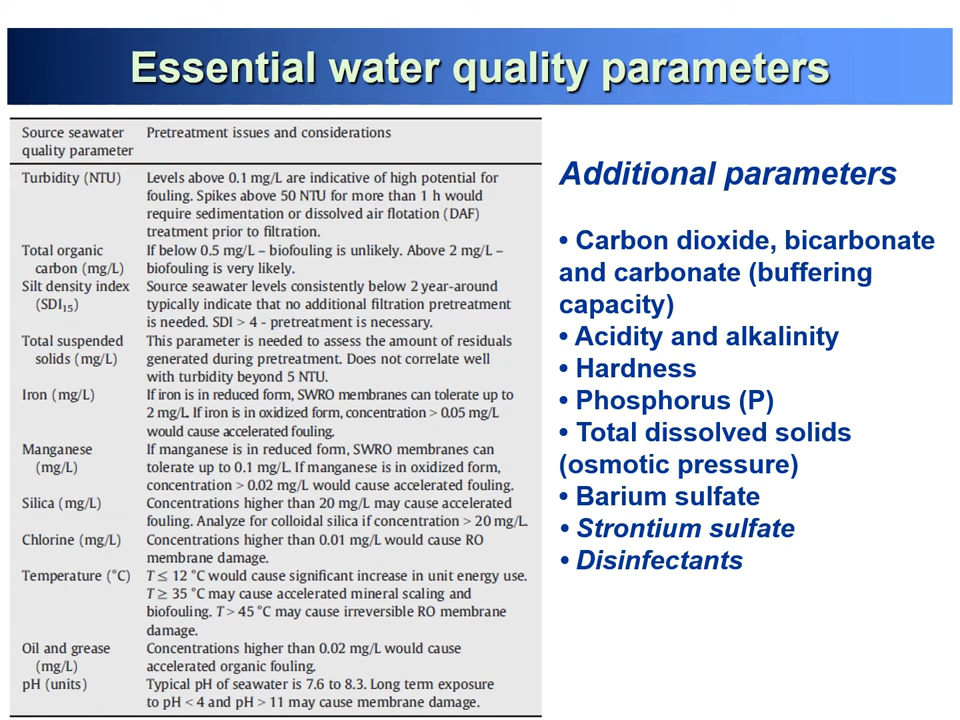 Essential water quality parameters
Source seawater quality parameter
Pretreatment issues and considerations
Turbidity (NTU)
Levels above 0.1 mg/L are indicative of high potential for
fouling. Spikes above 50 NTU for more than 1 h would
require sedimentation or dissolved air flotation (DAF)
treatment prior to filtration.
Total organic
carbon (mg/L)
If below 0.5 mg/L – biofouling is unlikely. Above 2 mg/L –
biofouling is very likely.
Silt density index
(SDI15)
Source seawater levels consistently below 2 year-around
typically indicate that no additional filtration pretreatment
is needed. SDI > 4 - pretreatment is necessary.
Total suspended
solids (mg/L)
This parameter is needed to assess the amount of residuals
generated during pretreatment. Does not correlate well
with turbidity beyond 5 NTU.
Iron (mg/L)
If iron is in reduced form, SWRO membranes can tolerate up to
2 mg/L. If iron is in oxidized form, concentration > 0.05 mg/L
would cause accelerated fouling.
Manganese
(mg/L)
If manganese is in reduced form, SWRO membranes can
tolerate up to 0.1 mg/L. If manganese is in oxidized form,
concentration > 0.02 mg/L would cause accelerated fouling.
Silica (mg/L)
Concentrations higher than 20 mg/L may cause accelerated
fouling. Analyze for colloidal silica if concentration > 20 mg/L.
Chlorine (mg/L)
Concentrations higher than 0.01 mg/L would cause RO
membrane damage.
Temperature (°C)
T ≤ 12 °C would cause significant increase in unit energy use.
T ≥ 35 °C may cause accelerated mineral scaling and
biofouling. T > 45 °C may cause irreversible RO membrane
damage.
Oil and grease
(mg/L)
Concentrations higher than 0.02 mg/L would cause
accelerated organic fouling.
pH (units)
Typical pH of seawater is 7.6 to 8.3. Long term exposure
to pH < 4 and pH > 11 may cause membrane damage.
Additional parameters
• Carbon dioxide, bicarbonate
and carbonate (buffering
capacity)
• Acidity and alkalinity
• Hardness
• Phosphorus (P)
• Total dissolved solids
(osmotic pressure)
• Barium sulfate
• Strontium sulfate
• Disinfectants